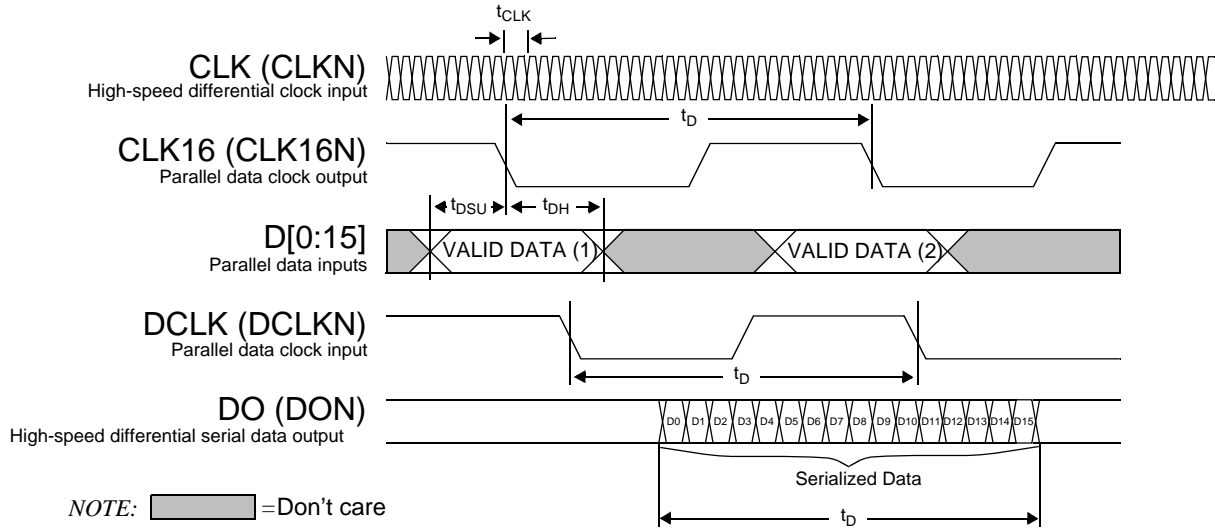 tCLK
CLK (CLKN)
High-speed differential clock input
tD
CLK16 (CLK16N)
Parallel data clock output
tDSU
tDH
D[0:15]
Parallel data inputs
VALID DATA (1)
VALID DATA (2)
DCLK (DCLKN)
Parallel data clock input
tD
DO (DON)
High-speed differential serial data output
D0 D1 D2 D3 D4 D5 D6 D7 D8 D9 D10 D11 D12 D13 D14 D15
Serialized Data
NOTE: =Don't care
tD